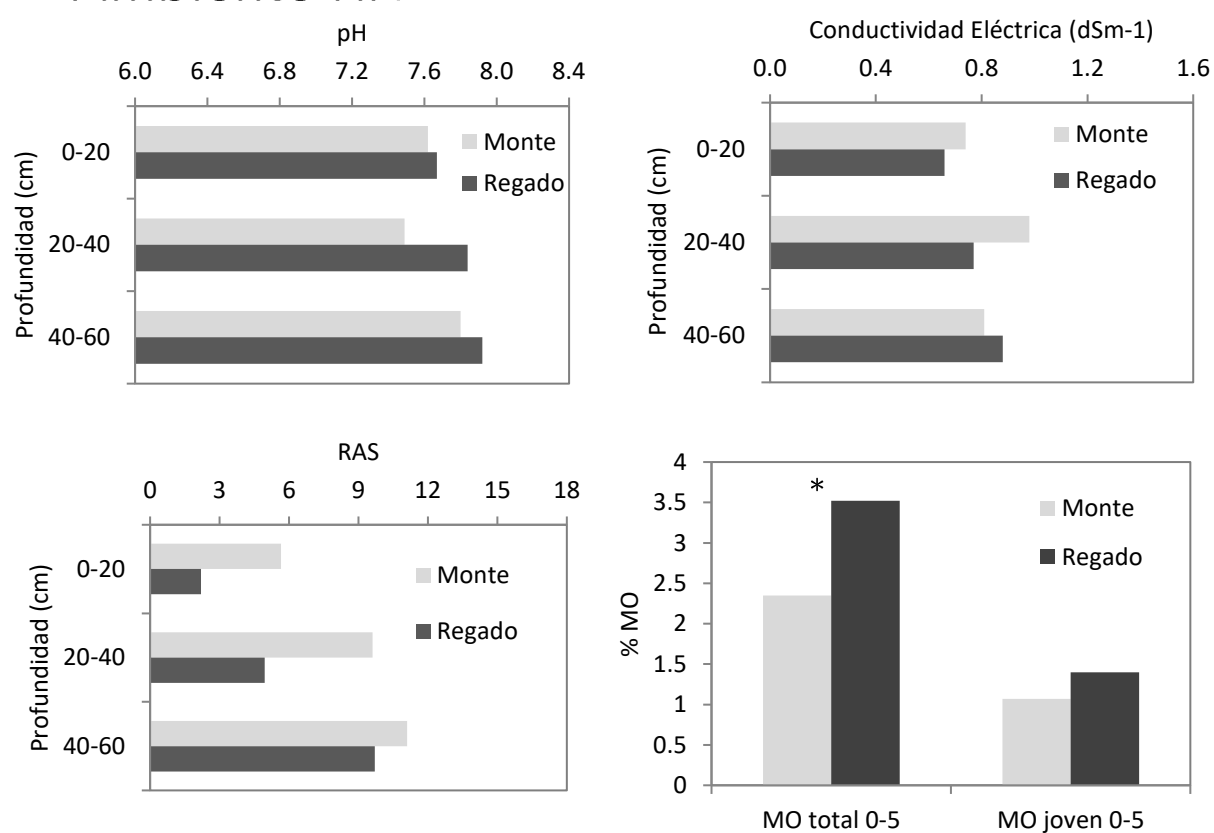 pH
6.0 6.4 6.8 7.2 7.6 8.0 8.4
Profundidad (cm)
0-20
20-40
40-60
Monte
Regado
Conductividad Eléctrica (dSm-1)
0.0 0.4 0.8 1.2 1.6
Profundidad (cm)
0-20
20-40
40-60
Monte
Regado
RAS
0 3 6 9 12 15 18
Profundidad (cm)
0-20
20-40
40-60
Monte
Regado
% MO
4
3.5
3
2.5
2
1.5
1
0.5
0
*
Monte
Regado
MO total 0-5 MO joven 0-5